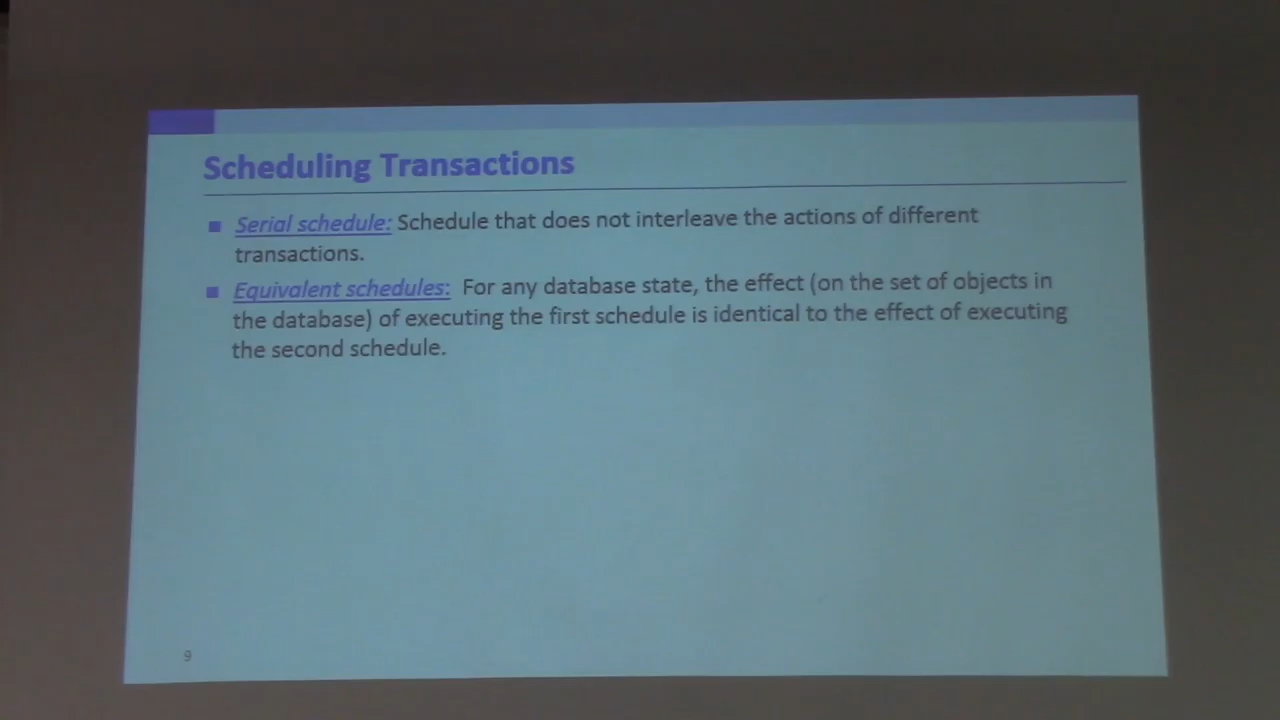 Scheduling Transactions
■ Serial schedule: Schedule that does not interleave the actions of different
transactions.
■ Equivalent schedules: For any database state, the effect (on the set of objects in
the database) of executing the first schedule is identical to the effect of executing
the second schedule.
9